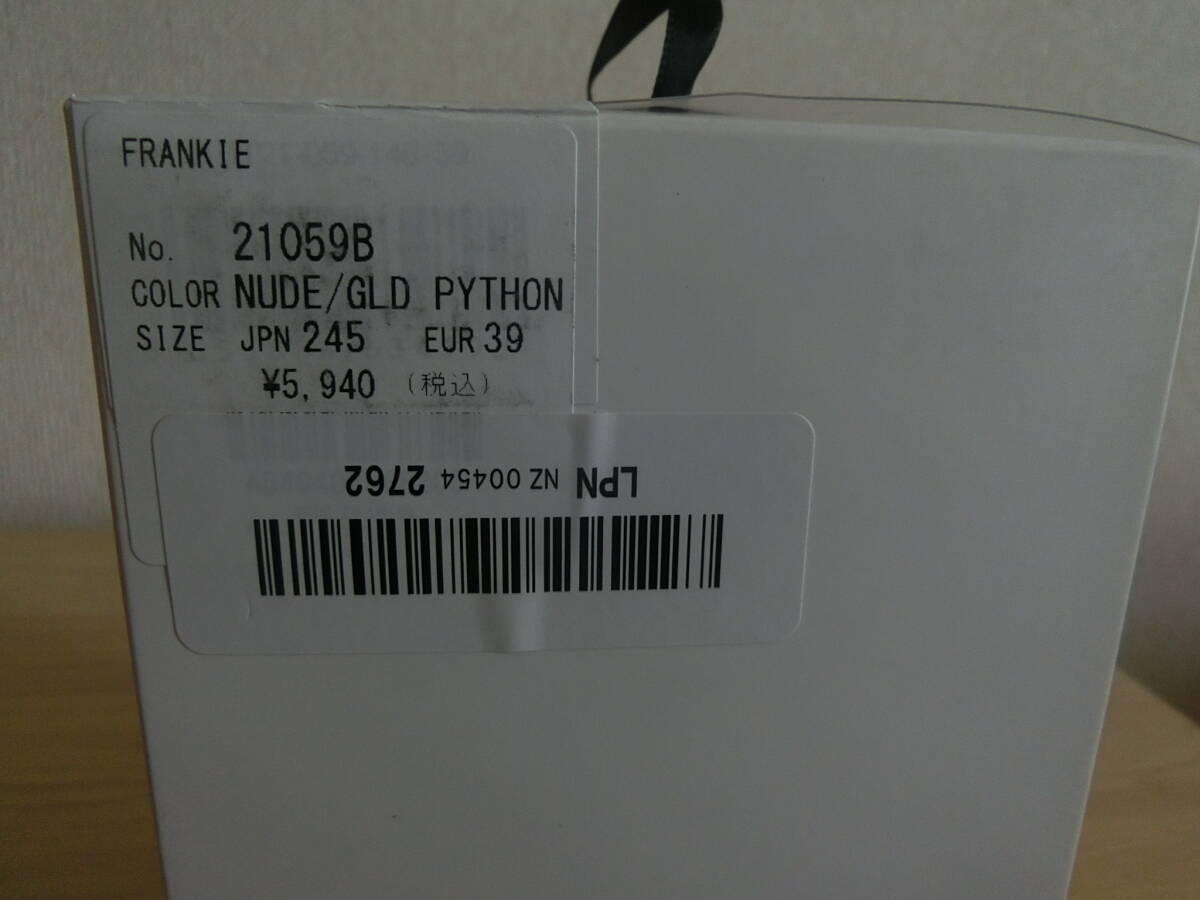 FRANKIE
No. 21059B
COLOR NUDE/GLD PYTHON
SIZE JPN 245 EUR 39
¥5,940 (税込)
LPN NZ 00454 2762